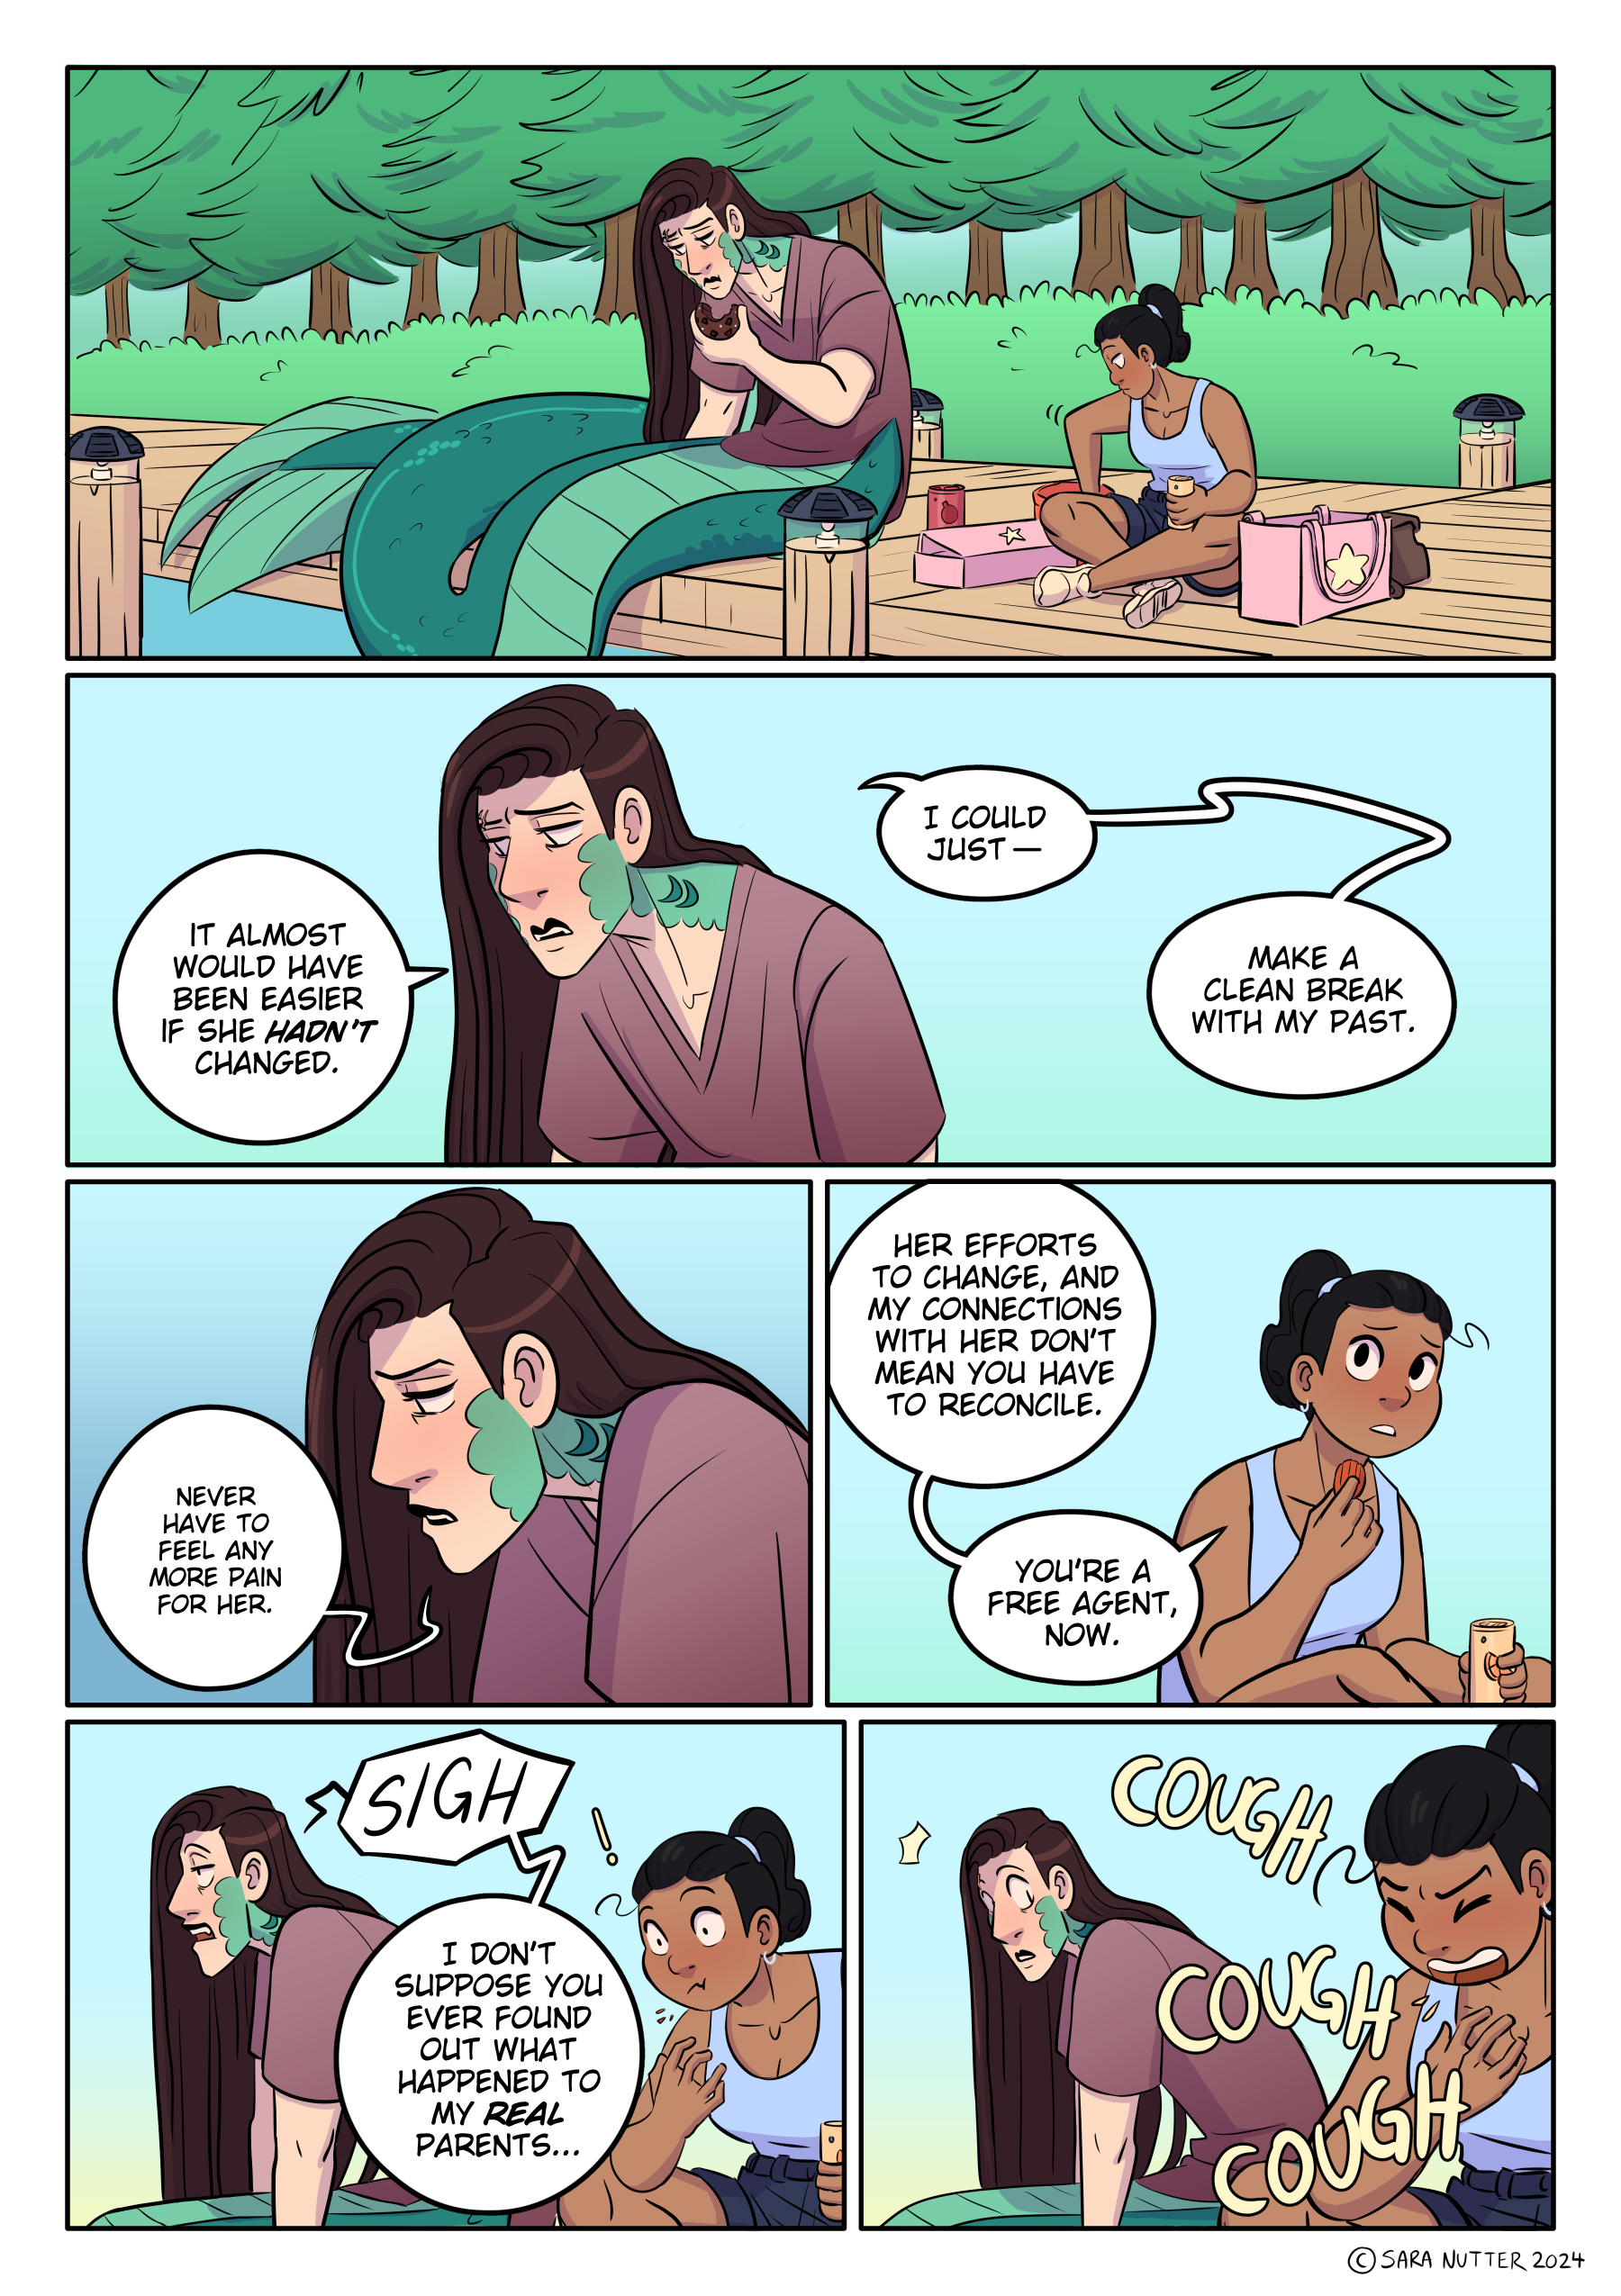 IT ALMOST
WOULD HAVE
BEEN EASIER
IF SHE HADN'T
CHANGED.
I COULD
JUST—
MAKE A
CLEAN BREAK
WITH MY PAST.
NEVER
HAVE TO
FEEL ANY
MORE PAIN
FOR HER.
HER EFFORTS
TO CHANGE, AND
MY CONNECTIONS
WITH HER DON'T
MEAN YOU HAVE
TO RECONCILE.
YOU'RE A
FREE AGENT,
NOW.
SIGH
I DON'T
SUPPOSE YOU
EVER FOUND
OUT WHAT
HAPPENED TO
MY REAL
PARENTS...
!
COUGH
COUGH
COUGH
© SARA NUTTER 2024